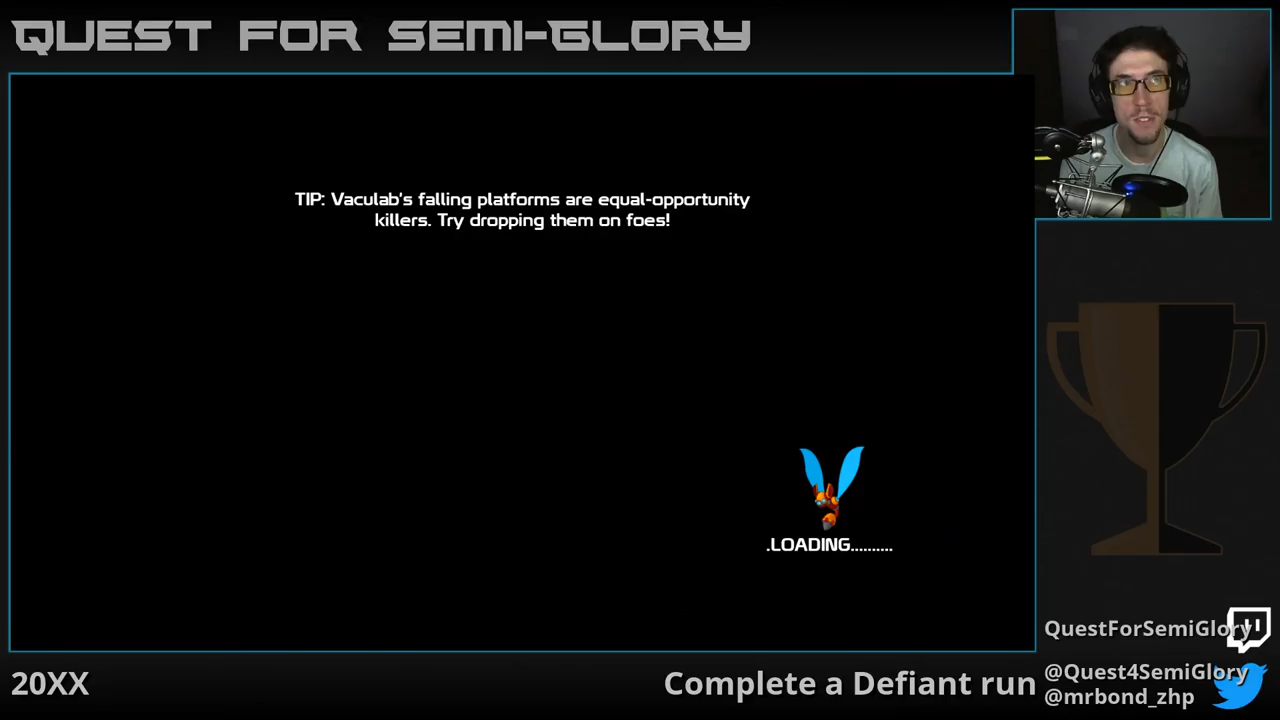 QUEST FOR SEMI-GLORY
TIP: Vaculab's falling platforms are equal-opportunity
killers. Try dropping them on foes!
.LOADING..........
QuestForSemiGlory
@Quest4SemiGlory
@mrbond_zhp
20XX
Complete a Defiant run